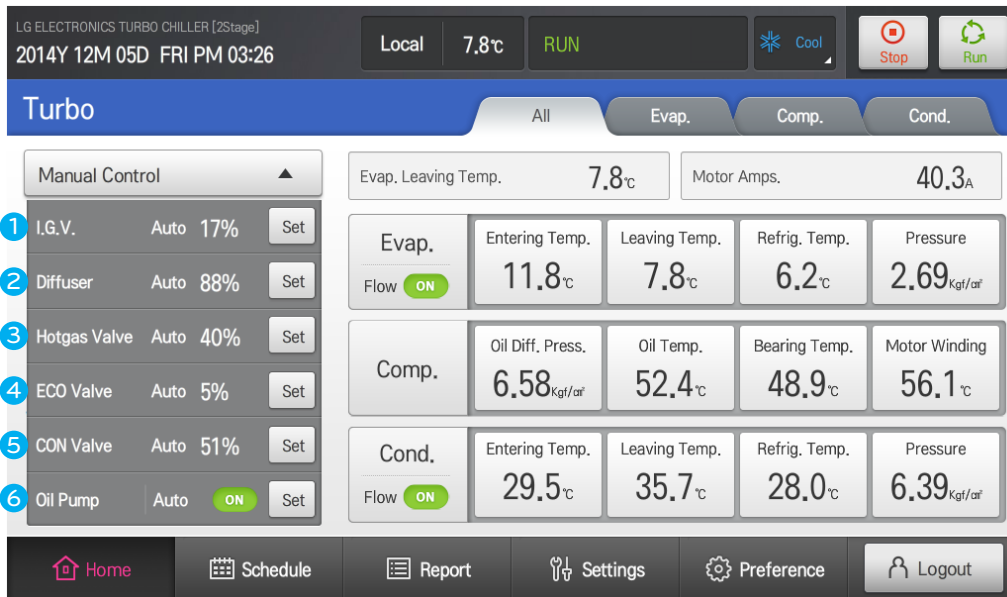 LG ELECTRONICS TURBO CHILLER [2Stage]
2014Y 12M 05D FRI PM 03:26
Local 7.8℃ RUN Cool Stop Run
Turbo
All Evap. Comp. Cond.
Manual Control ▲
Evap. Leaving Temp. 7.8℃ Motor Amps. 40.3A
1 I.G.V. Auto 17% Set
2 Diffuser Auto 88% Set
3 Hotgas Valve Auto 40% Set
4 ECO Valve Auto 5% Set
5 CON Valve Auto 51% Set
6 Oil Pump Auto ON Set
Evap. Flow ON
Entering Temp. Leaving Temp. Refrig. Temp. Pressure
11.8℃ 7.8℃ 6.2℃ 2.69Kgf/㎠
Comp.
Oil Diff. Press. Oil Temp. Bearing Temp. Motor Winding
6.58Kgf/㎠ 52.4℃ 48.9℃ 56.1℃
Cond. Flow ON
Entering Temp. Leaving Temp. Refrig. Temp. Pressure
29.5℃ 35.7℃ 28.0℃ 6.39Kgf/㎠
Home Schedule Report Settings Preference Logout